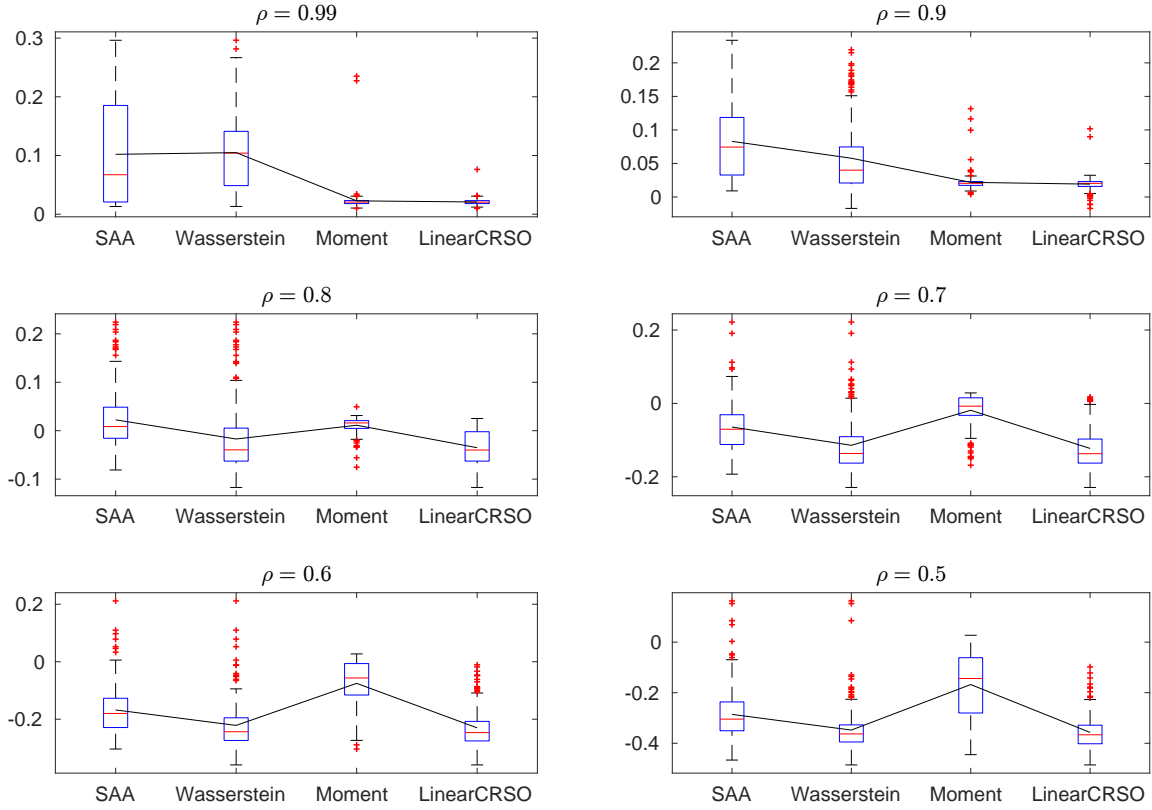 ρ = 0.99
0.3
0.2
0.1
0
SAA Wasserstein Moment LinearCRSO
ρ = 0.9
0.2
0.15
0.1
0.05
0
SAA Wasserstein Moment LinearCRSO
ρ = 0.8
0.2
0.1
0
-0.1
SAA Wasserstein Moment LinearCRSO
ρ = 0.7
0.2
0
-0.2
SAA Wasserstein Moment LinearCRSO
ρ = 0.6
0.2
0
-0.2
SAA Wasserstein Moment LinearCRSO
ρ = 0.5
0
-0.2
-0.4
SAA Wasserstein Moment LinearCRSO